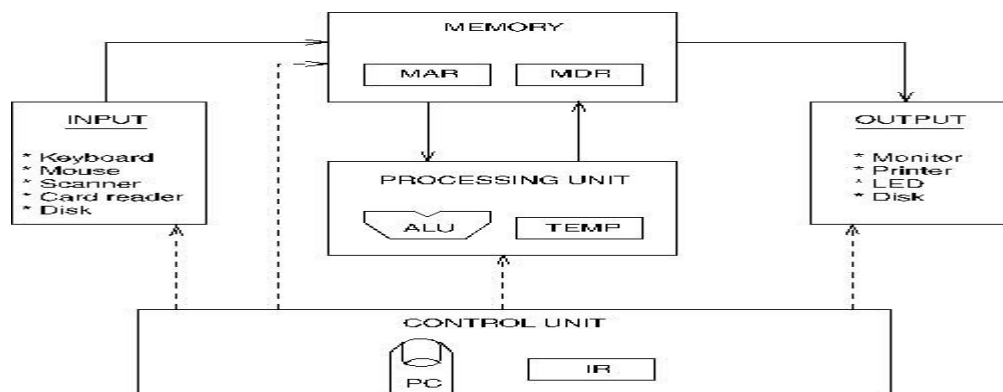 MEMORY
MAR
MDR
INPUT
* Keyboard
* Mouse
* Scanner
* Card reader
* Disk
OUTPUT
* Monitor
* Printer
* LED
* Disk
PROCESSING UNIT
ALU
TEMP
CONTROL UNIT
PC
IR